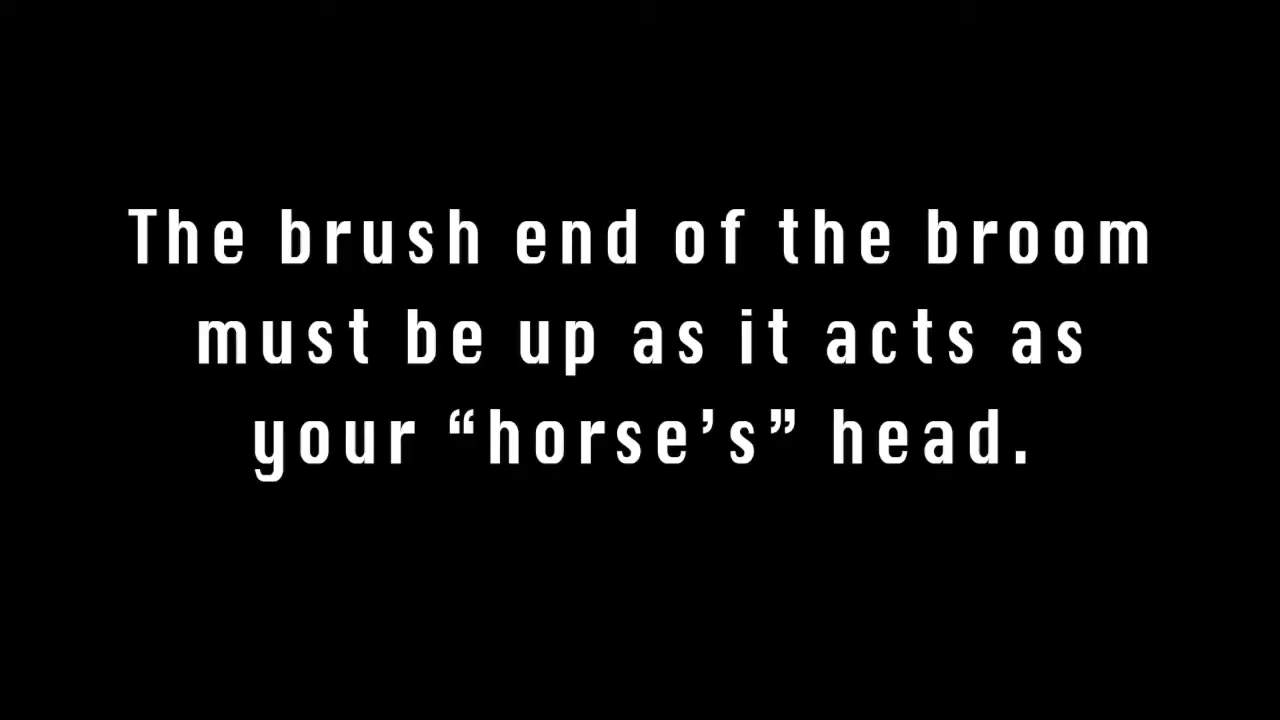 The brush end of the broom
must be up as it acts as
your “horse’s” head.